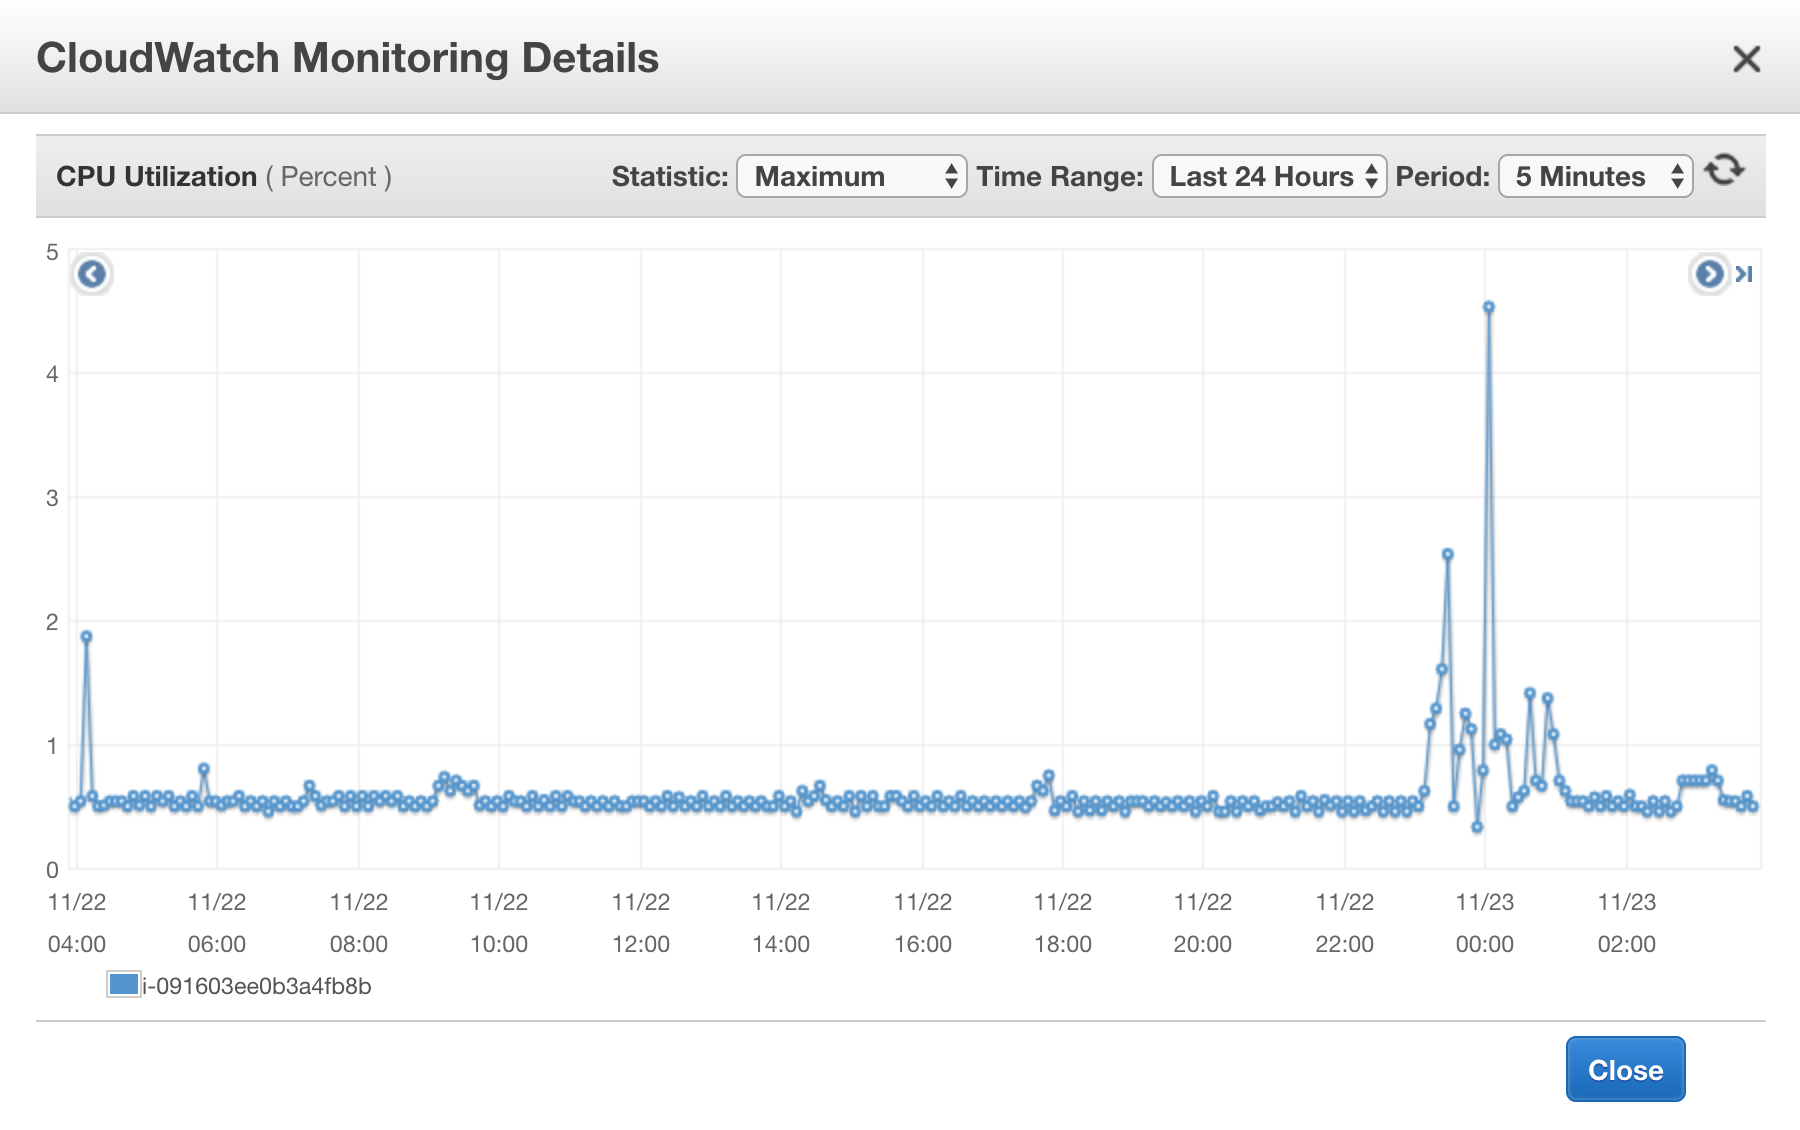 CloudWatch Monitoring Details
CPU Utilization ( Percent ) Statistic: Maximum Time Range: Last 24 Hours Period: 5 Minutes
5
4
3
2
1
0
11/22 11/22 11/22 11/22 11/22 11/22 11/22 11/22 11/22 11/22 11/23 11/23
04:00 06:00 08:00 10:00 12:00 14:00 16:00 18:00 20:00 22:00 00:00 02:00
i-091603ee0b3a4fb8b
Close